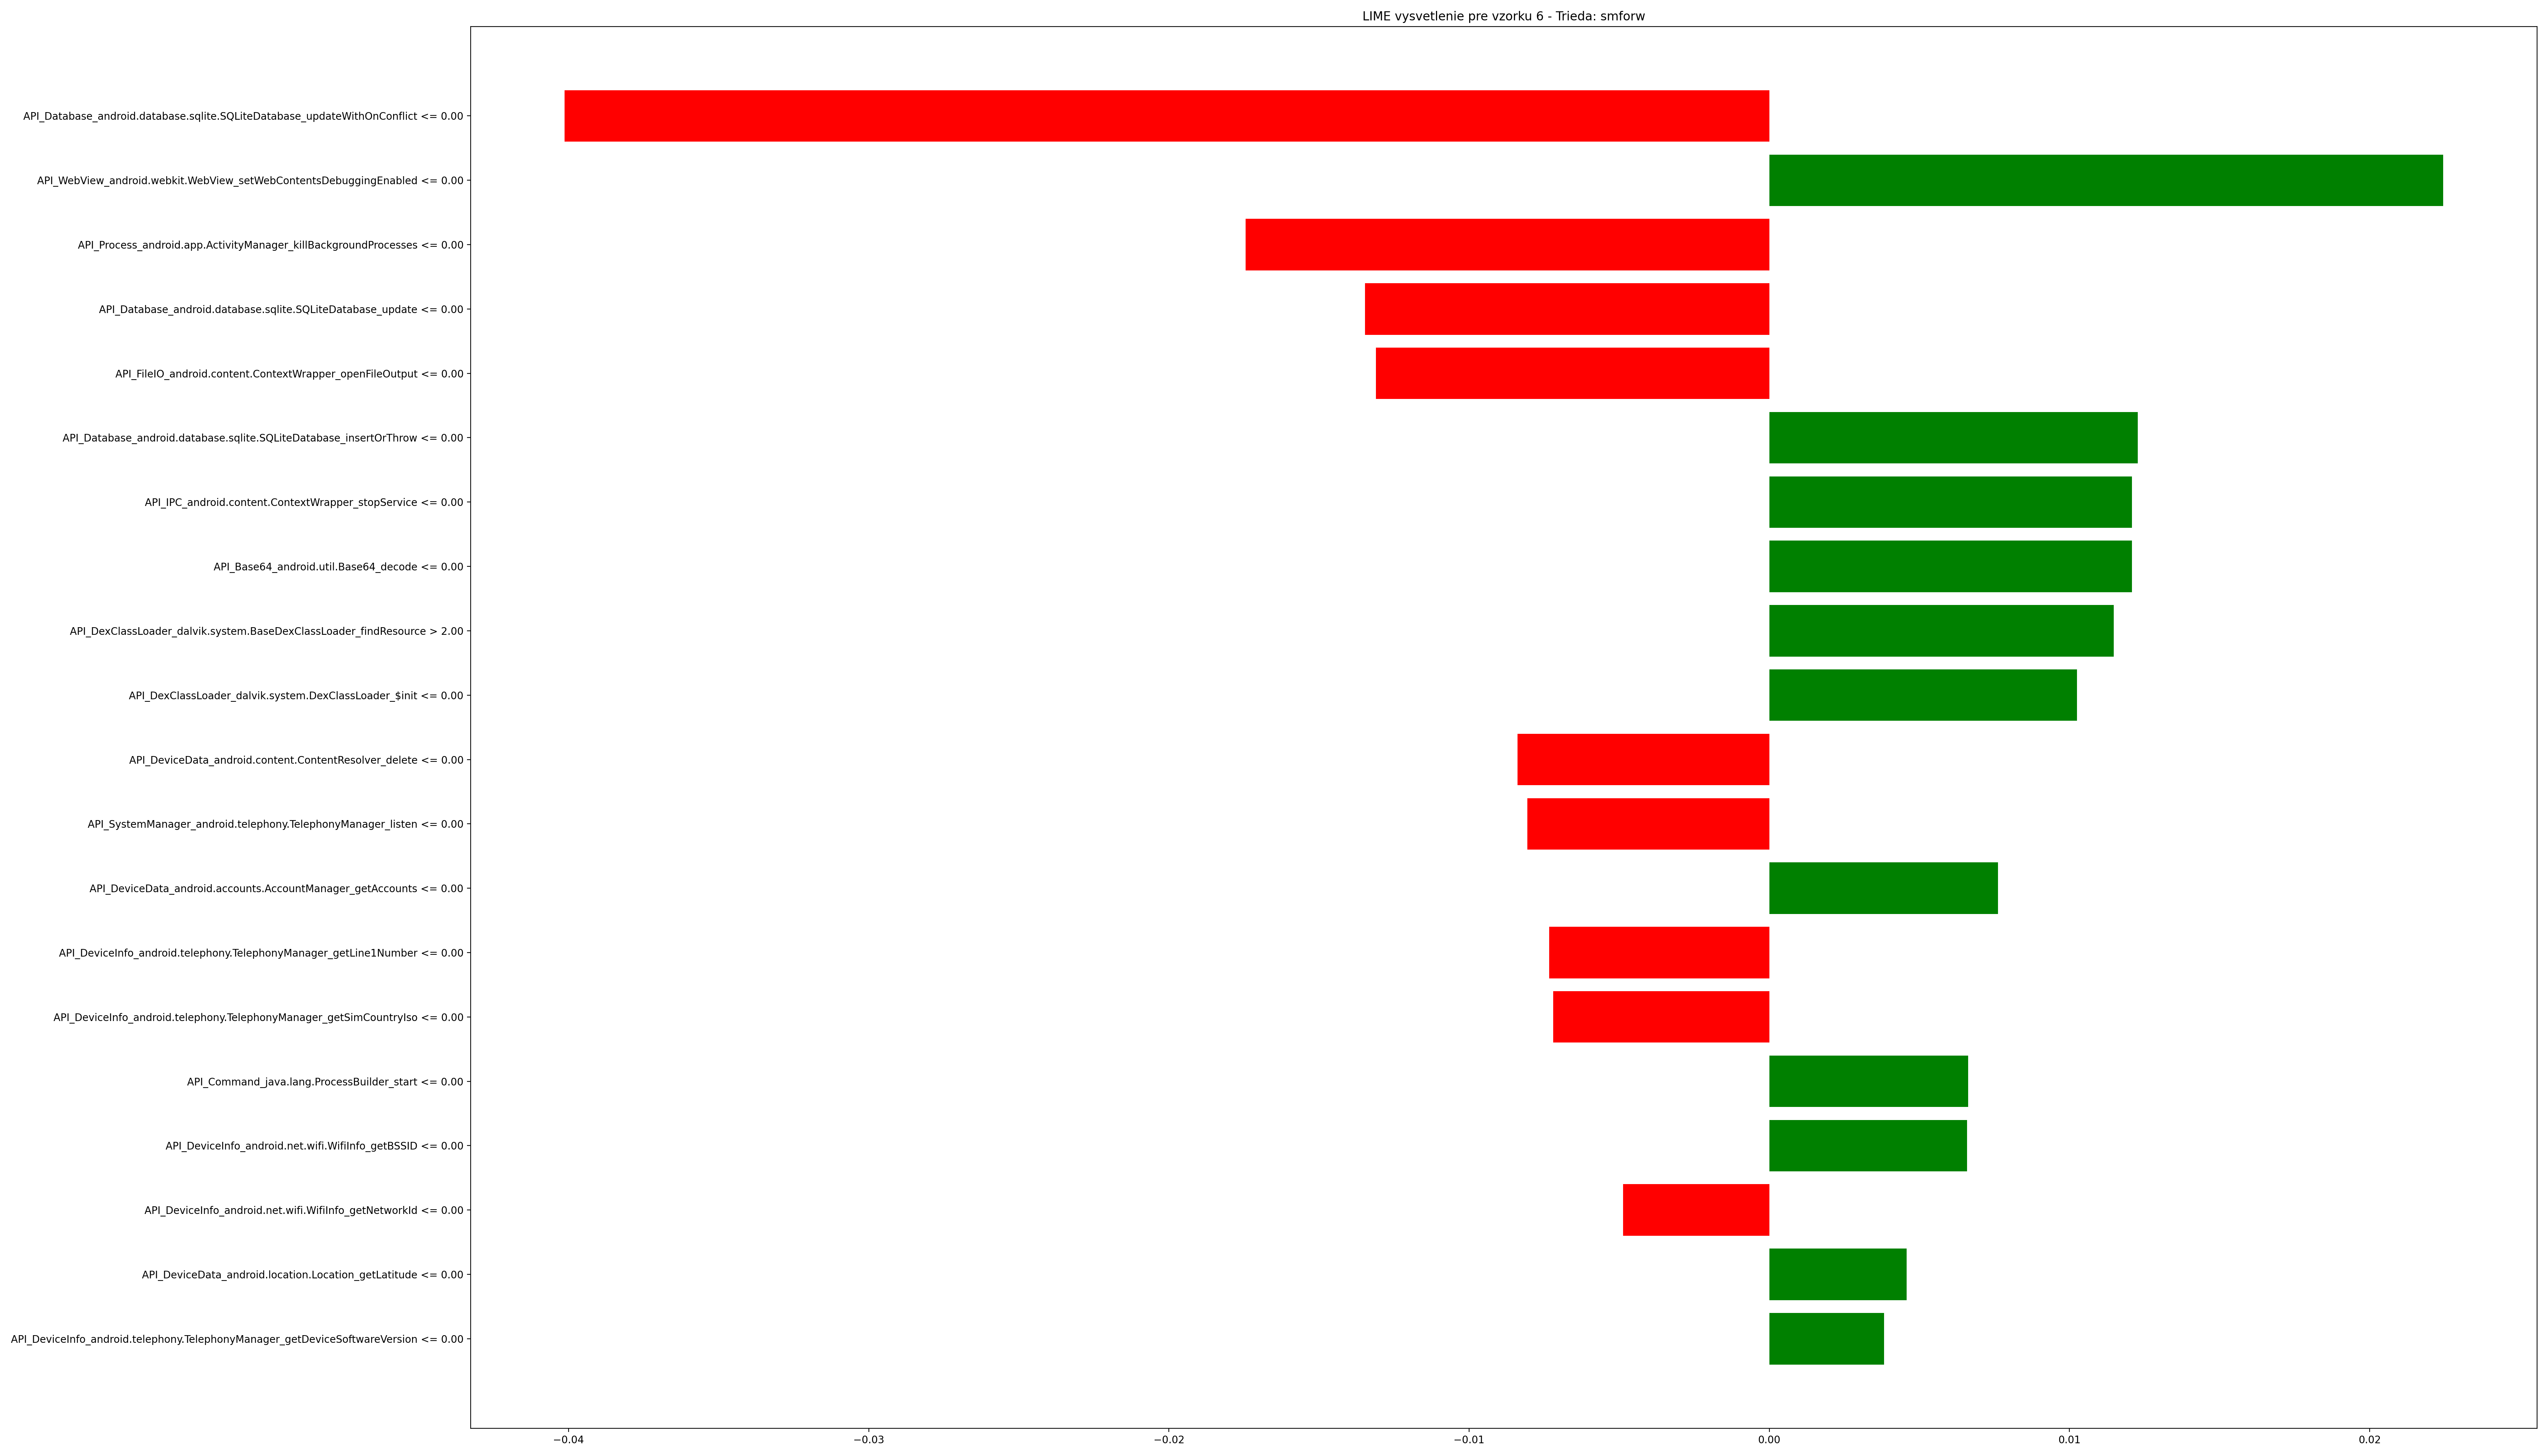 LIME vysvetlenie pre vzorku 6 - Trieda: smforw
API_Database_android.database.sqlite.SQLiteDatabase_updateWithOnConflict <= 0.00
API_WebView_android.webkit.WebView_setWebContentsDebuggingEnabled <= 0.00
API_Process_android.app.ActivityManager_killBackgroundProcesses <= 0.00
API_Database_android.database.sqlite.SQLiteDatabase_update <= 0.00
API_FileIO_android.content.ContextWrapper_openFileOutput <= 0.00
API_Database_android.database.sqlite.SQLiteDatabase_insertOrThrow <= 0.00
API_IPC_android.content.ContextWrapper_stopService <= 0.00
API_Base64_android.util.Base64_decode <= 0.00
API_DexClassLoader_dalvik.system.BaseDexClassLoader_findResource > 2.00
API_DexClassLoader_dalvik.system.DexClassLoader_$init <= 0.00
API_DeviceData_android.content.ContentResolver_delete <= 0.00
API_SystemManager_android.telephony.TelephonyManager_listen <= 0.00
API_DeviceData_android.accounts.AccountManager_getAccounts <= 0.00
API_DeviceInfo_android.telephony.TelephonyManager_getLine1Number <= 0.00
API_DeviceInfo_android.telephony.TelephonyManager_getSimCountryIso <= 0.00
API_Command_java.lang.ProcessBuilder_start <= 0.00
API_DeviceInfo_android.net.wifi.WifiInfo_getBSSID <= 0.00
API_DeviceInfo_android.net.wifi.WifiInfo_getNetworkId <= 0.00
API_DeviceData_android.location.Location_getLatitude <= 0.00
API_DeviceInfo_android.telephony.TelephonyManager_getDeviceSoftwareVersion <= 0.00
−0.04 −0.03 −0.02 −0.01 0.00 0.01 0.02